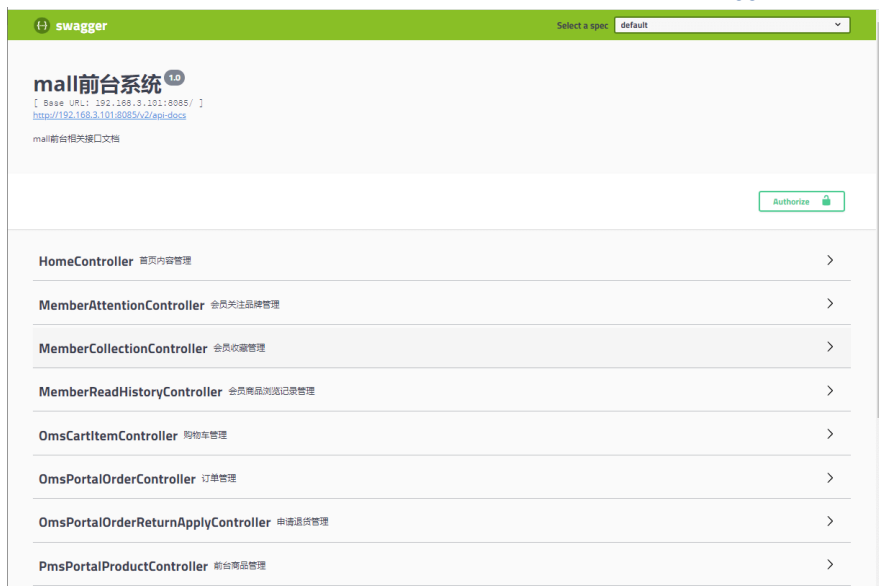 swagger
Select a spec default
mall前台系统 1.0
[ Base URL: 192.168.3.101:8085/ ]
http://192.168.3.101:8085/v2/api-docs
mall前台相关接口文档
Authorize
HomeController 首页内容管理
MemberAttentionController 会员关注品牌管理
MemberCollectionController 会员收藏管理
MemberReadHistoryController 会员商品浏览记录管理
OmsCartItemController 购物车管理
OmsPortalOrderController 订单管理
OmsPortalOrderReturnApplyController 申请退货管理
PmsPortalProductController 前台商品管理